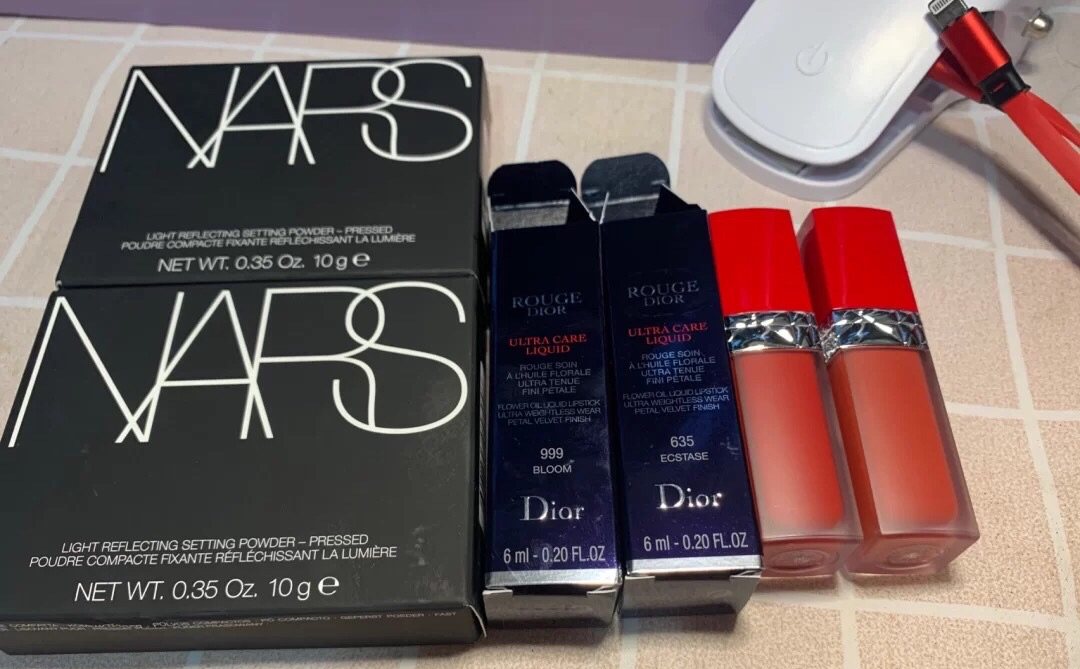 NARS
LIGHT REFLECTING SETTING POWDER – PRESSED
POUDRE COMPACTE FIXANTE RÉFLÉCHISSANT LA LUMIÈRE
NET WT. 0.35 Oz. 10 g e
NARS
LIGHT REFLECTING SETTING POWDER – PRESSED
POUDRE COMPACTE FIXANTE RÉFLÉCHISSANT LA LUMIÈRE
NET WT. 0.35 Oz. 10 g e
ROUGE
DIOR
ULTRA CARE
LIQUID
ROUGE SOIN
À L'HUILE FLORALE
ULTRA TENUE
FINI PÉTALE
FLOWER OIL LIQUID LIPSTICK
ULTRA WEIGHTLESS WEAR
PETAL VELVET FINISH
999
BLOOM
Dior
6 ml - 0.20 FL.OZ
ROUGE
DIOR
ULTRA CARE
LIQUID
ROUGE SOIN
À L'HUILE FLORALE
ULTRA TENUE
FINI PÉTALE
FLOWER OIL LIQUID LIPSTICK
ULTRA WEIGHTLESS WEAR
PETAL VELVET FINISH
635
ECSTASE
Dior
6 ml - 0.20 FL.OZ